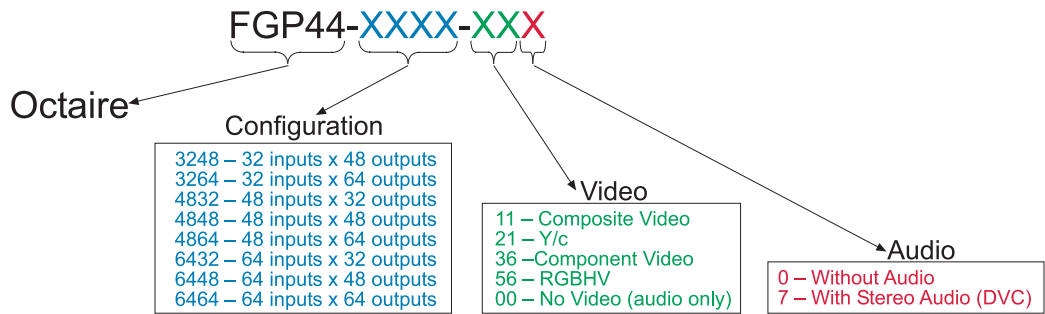 FGP44-XXXX-XXX
Octaire
Configuration
3248 – 32 inputs x 48 outputs
3264 – 32 inputs x 64 outputs
4832 – 48 inputs x 32 outputs
4848 – 48 inputs x 48 outputs
4864 – 48 inputs x 64 outputs
6432 – 64 inputs x 32 outputs
6448 – 64 inputs x 48 outputs
6464 – 64 inputs x 64 outputs
Video
11 – Composite Video
21 – Y/c
36 –Component Video
56 – RGBHV
00 – No Video (audio only)
Audio
0 – Without Audio
7 – With Stereo Audio (DVC)